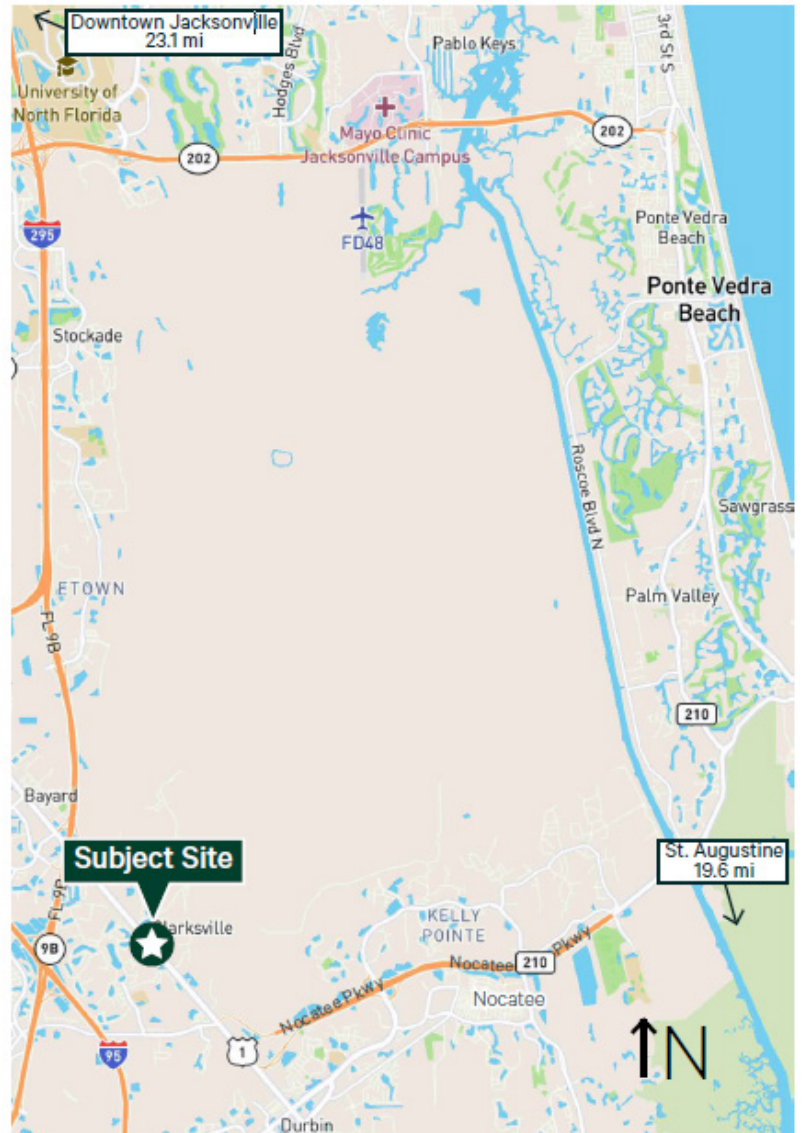 Downtown Jacksonville
23.1 mi
3rd St S
Pablo Keys
Hodges Blvd
University of
North Florida
Mayo Clinic
Jacksonville Campus
202
202
FD48
295
Ponte Vedra
Beach
Ponte Vedra
Beach
Stockade
Roscoe Blvd N
Sawgrass
ETOWN
Palm Valley
FL 9B
210
Bayard
Subject Site
St. Augustine
19.6 mi
FL 9B
larksville
KELLY
POINTE
9B
Nocatee Pkwy
210
Nocatee Pkwy
Nocatee
N
95
1
Durbin